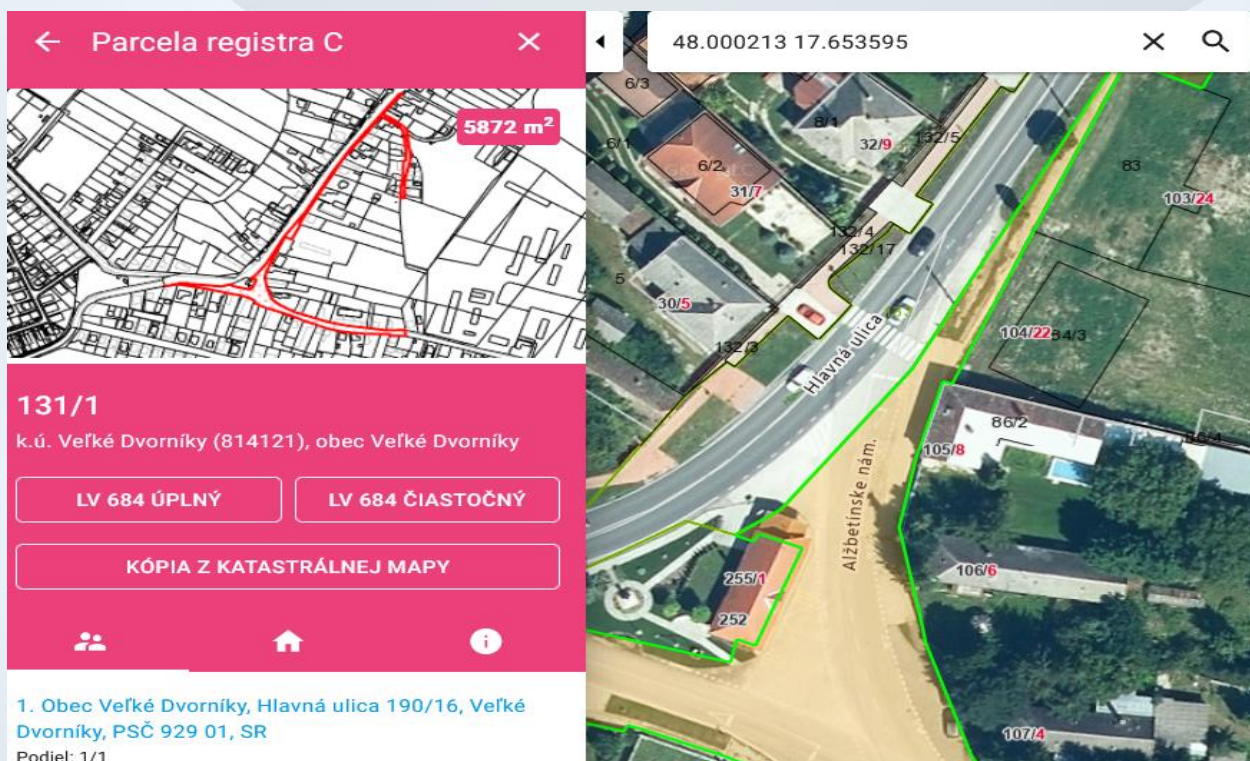 Parcela registra C
5872 m²
131/1
k.ú. Veľké Dvorníky (814121), obec Veľké Dvorníky
LV 684 ÚPLNÝ
LV 684 ČIASTOČNÝ
KÓPIA Z KATASTRÁLNEJ MAPY
1. Obec Veľké Dvorníky, Hlavná ulica 190/16, Veľké
Dvorníky, PSČ 929 01, SR
Podiel: 1/1
48.000213 17.653595
6/3
6/1
8/1
32/9
132/5
6/2
31/7
83
103/24
132/4
132/17
5
30/5
132/3
Hlavná ulica
104/22
84/3
86/2
105/8
Alžbetínske nám.
255/1
252
106/6
107/4